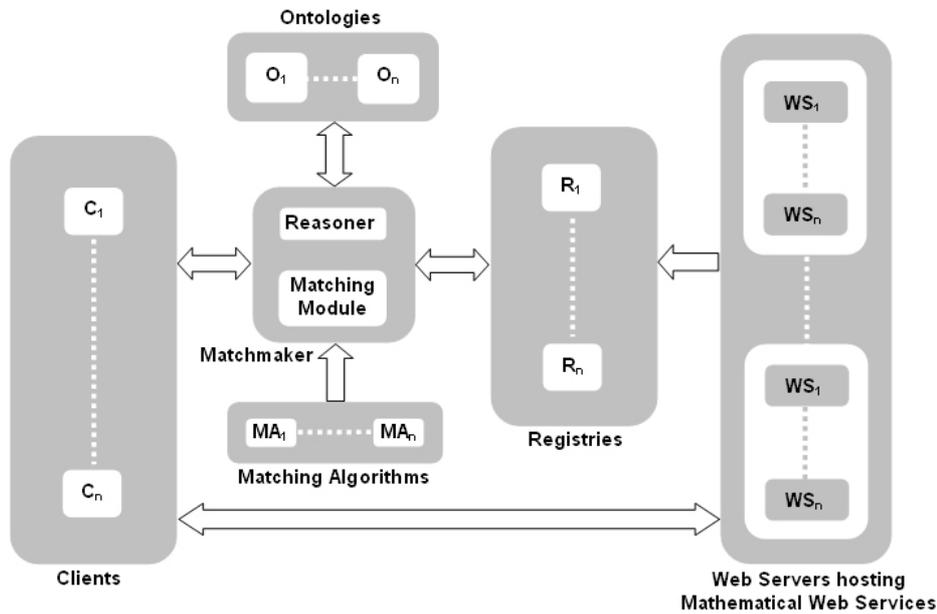 Ontologies
O1 On
C1
Cn
Clients
Reasoner
Matching
Module
Matchmaker
MA1 MAn
Matching Algorithms
R1
Rn
Registries
WS1
WSn
WS1
WSn
Web Servers hosting
Mathematical Web Services